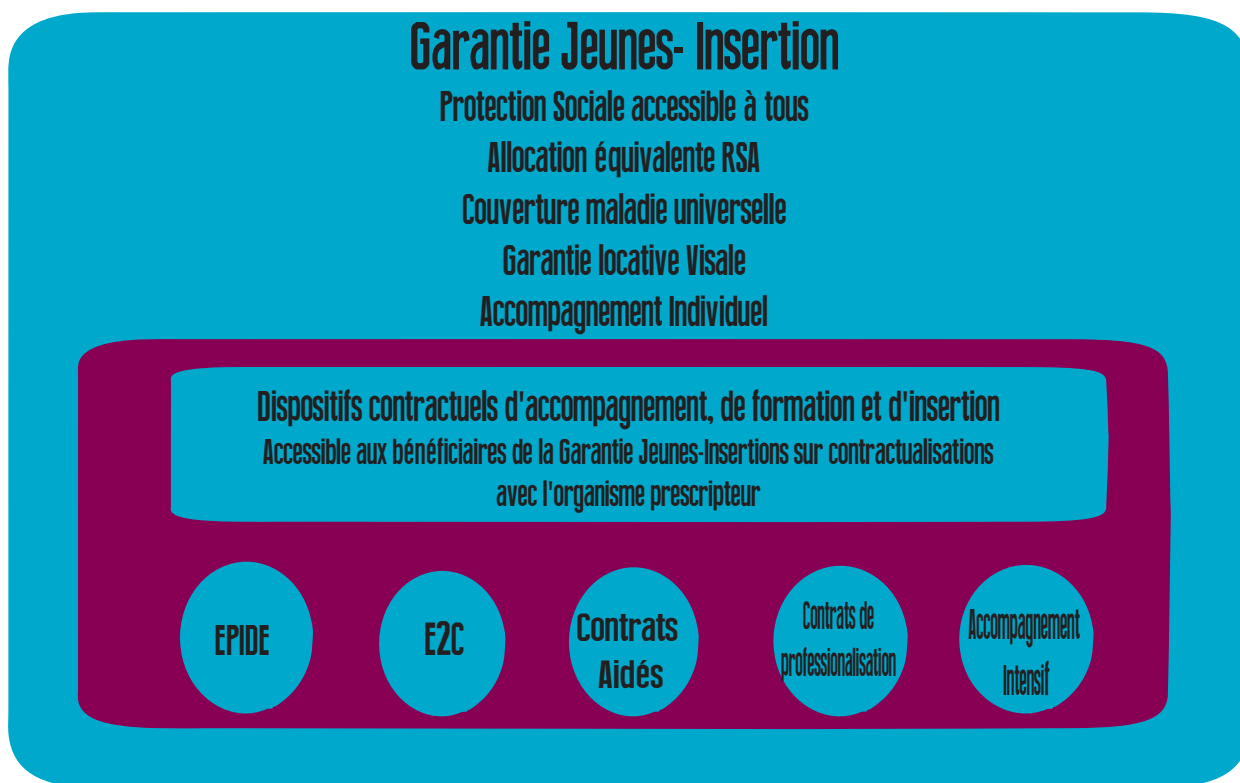 Garantie Jeunes- Insertion
Protection Sociale accessible à tous
Allocation équivalente RSA
Couverture maladie universelle
Garantie locative Visale
Accompagnement Individuel
Dispositifs contractuels d'accompagnement, de formation et d'insertion
Accessible aux bénéficiaires de la Garantie Jeunes-Insertions sur contractualisations
avec l'organisme prescripteur
EPIDE
E2C
Contrats
Aidés
Contrats de
professionalisation
Accompagnement
Intensif